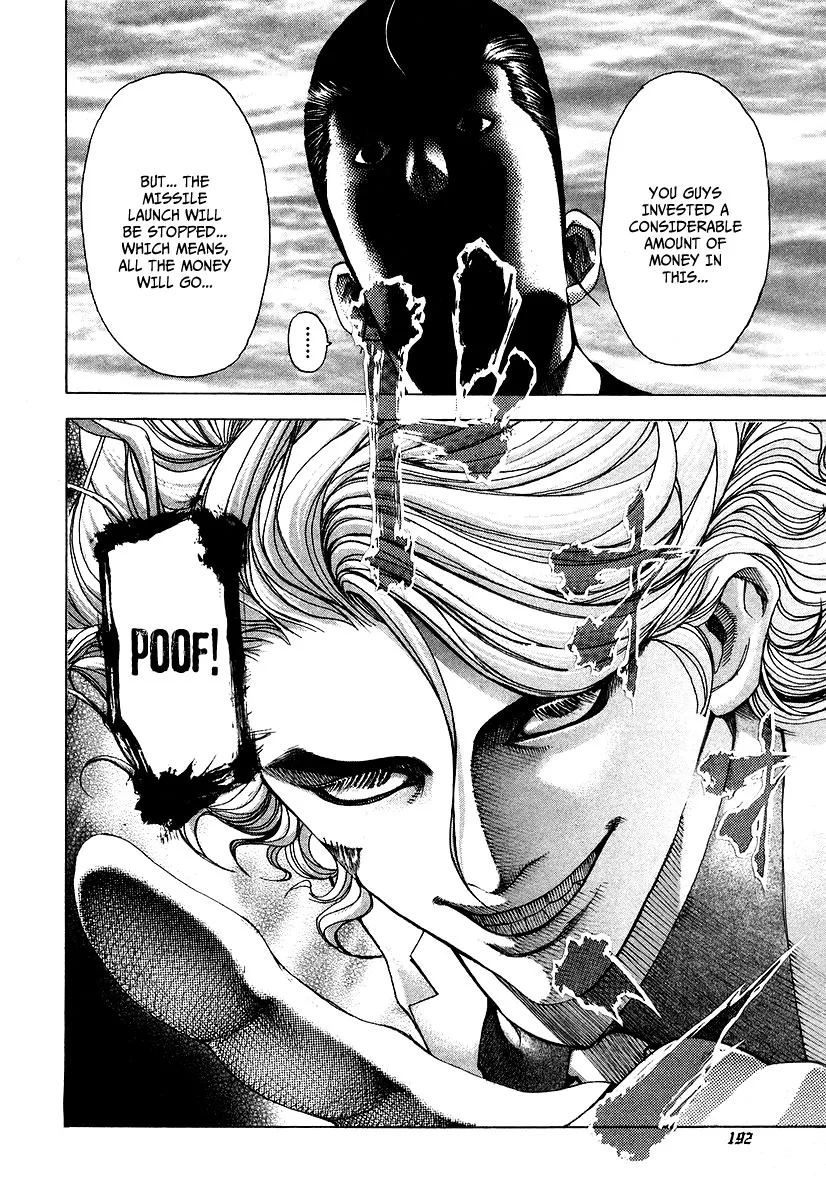 YOU GUYS
INVESTED A
CONSIDERABLE
AMOUNT OF
MONEY IN
THIS...
BUT... THE
MISSILE
LAUNCH WILL
BE STOPPED...
WHICH MEANS,
ALL THE MONEY
WILL GO...
......
POOF!
192